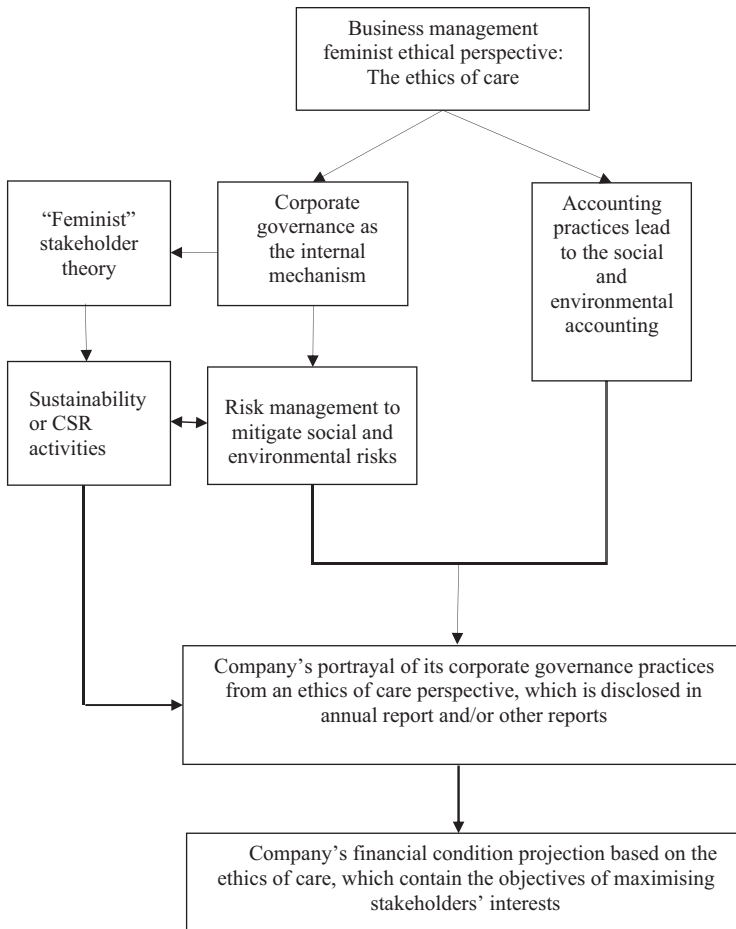 Business management
feminist ethical perspective:
The ethics of care
“Feminist”
stakeholder
theory
Corporate
governance as
the internal
mechanism
Accounting
practices lead to
the social
and
environmental
accounting
Sustainability
or CSR
activities
Risk management to
mitigate social and
environmental risks
Company’s portrayal of its corporate governance practices
from an ethics of care perspective, which is disclosed in
annual report and/or other reports
Company’s financial condition projection based on the
ethics of care, which contain the objectives of maximising
stakeholders’ interests